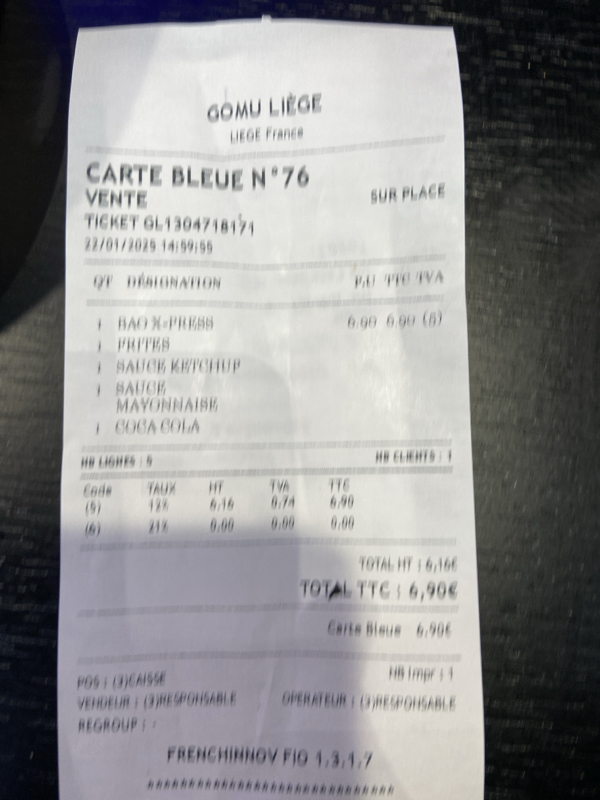 GOMU LIÈGE
LIEGE France
CARTE BLEUE N°76
VENTE
SUR PLACE
TICKET GL1304718171
22/01/2025 14:59:55
QT DÉSIGNATION P.U TTC TVA
1 BAO X-PRESS 6.90 6.90 (5)
1 FRITES
1 SAUCE KETCHUP
1 SAUCE
MAYONNAISE
1 COCA COLA
NB LIGNES : 5 NB CLIENTS : 1
Code TAUX HT TVA TTC
(5) 12% 6.16 0.74 6.90
(6) 21% 0.00 0.00 0.00
TOTAL HT : 6,16€
TOTAL TTC : 6,90€
Carte Bleue 6.90€
POS : (3)CAISSE NB Impr : 1
VENDEUR : (3)RESPONSABLE OPERATEUR : (3)RESPONSABLE
REGROUP : -
FRENCHINNOV FIO 1.3.1.7